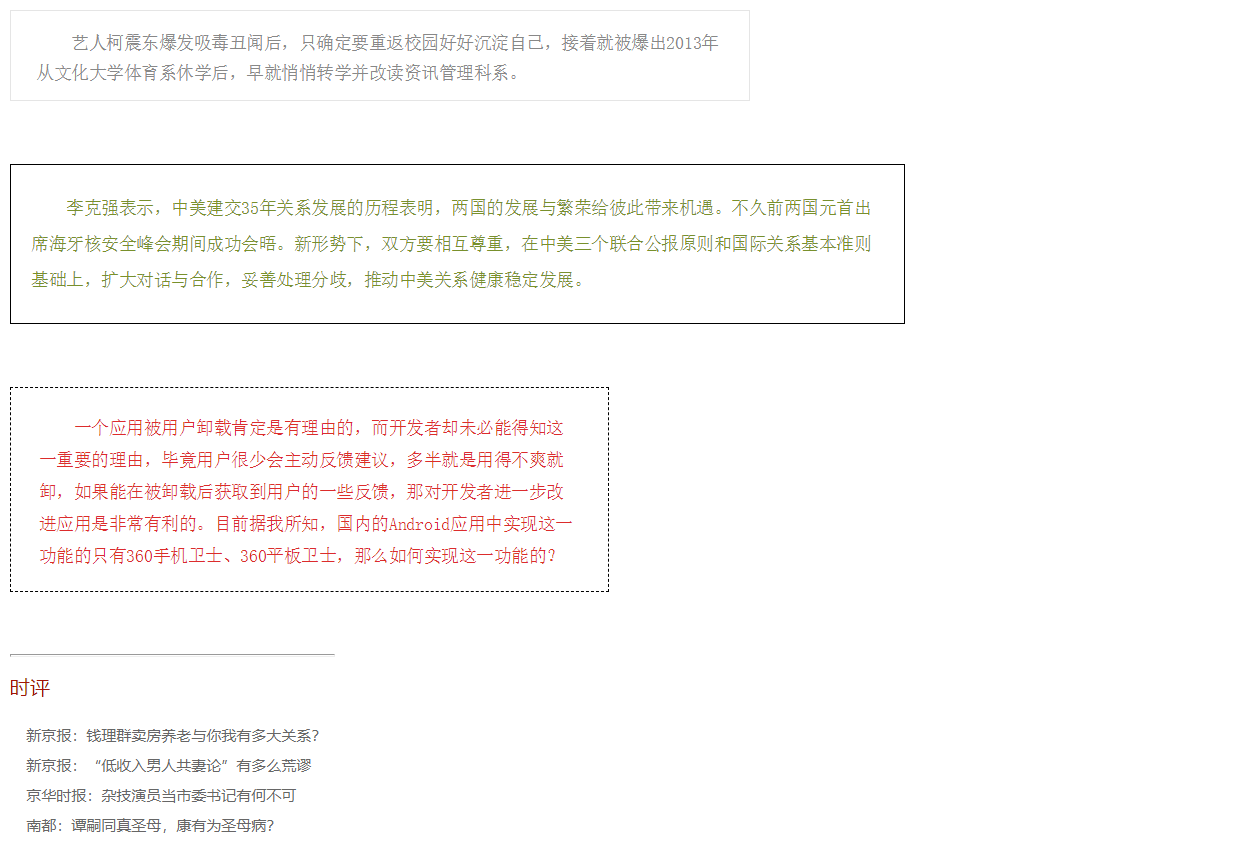 艺人柯震东爆发吸毒丑闻后，只确定要重返校园好好沉淀自己，接着就被爆出2013年
从文化大学体育系休学后，早就悄悄转学并改读资讯管理科系。
李克强表示，中美建交35年关系发展的历程表明，两国的发展与繁荣给彼此带来机遇。不久前两国元首出
席海牙核安全峰会期间成功会晤。新形势下，双方要相互尊重，在中美三个联合公报原则和国际关系基本准则
基础上，扩大对话与合作，妥善处理分歧，推动中美关系健康稳定发展。
一个应用被用户卸载肯定是有理由的，而开发者却未必能得知这
一重要的理由，毕竟用户很少会主动反馈建议，多半就是用得不爽就
卸，如果能在被卸载后获取到用户的一些反馈，那对开发者进一步改
进应用是非常有利的。目前据我所知，国内的Android应用中实现这一
功能的只有360手机卫士、360平板卫士，那么如何实现这一功能的？
时评
新京报：钱理群卖房养老与你我有多大关系？
新京报：“低收入男人共妻论”有多么荒谬
京华时报：杂技演员当市委书记有何不可
南都：谭嗣同真圣母，康有为圣母病？